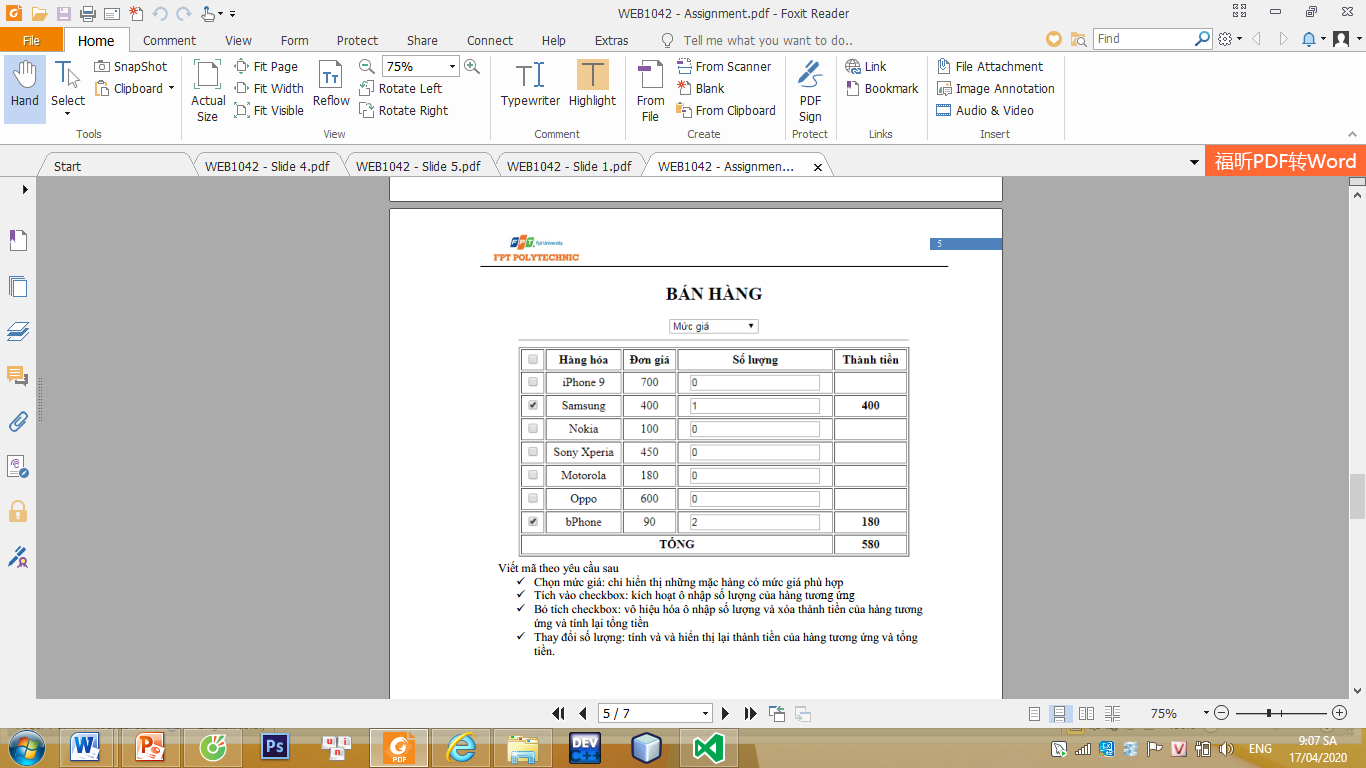 WEB1042 - Assignment.pdf - Foxit Reader
File Home Comment View Form Protect Share Connect Help Extras Tell me what you want to do.. Find
Hand
Select
SnapShot
Clipboard
Tools
Actual Size
Fit Page
Fit Width
Fit Visible
Reflow
75%
Rotate Left
Rotate Right
View
Typewriter
Highlight
Comment
From File
From Scanner
Blank
From Clipboard
Create
PDF Sign
Protect
Link
Bookmark
Links
File Attachment
Image Annotation
Audio & Video
Insert
Start WEB1042 - Slide 4.pdf WEB1042 - Slide 5.pdf WEB1042 - Slide 1.pdf WEB1042 - Assignmen... 福昕PDF转Word
FPT Fpt University
FPT POLYTECHNIC
5
BÁN HÀNG
Mức giá
Hàng hóa Đơn giá Số lượng Thành tiền
iPhone 9 700 0
Samsung 400 1 400
Nokia 100 0
Sony Xperia 450 0
Motorola 180 0
Oppo 600 0
bPhone 90 2 180
TỔNG 580
Viết mã theo yêu cầu sau
Chọn mức giá: chỉ hiển thị những mặc hàng có mức giá phù hợp
Tích vào checkbox: kích hoạt ô nhập số lượng của hàng tương ứng
Bỏ tích checkbox: vô hiệu hóa ô nhập số lượng và xóa thành tiền của hàng tương
ứng và tính lại tổng tiền
Thay đổi số lượng: tính và và hiển thị lại thành tiền của hàng tương ứng và tổng
tiền.
5 / 7 75%
W P Ps u i n PDF e DEV C++ N V ENG
9:07 SA
17/04/2020